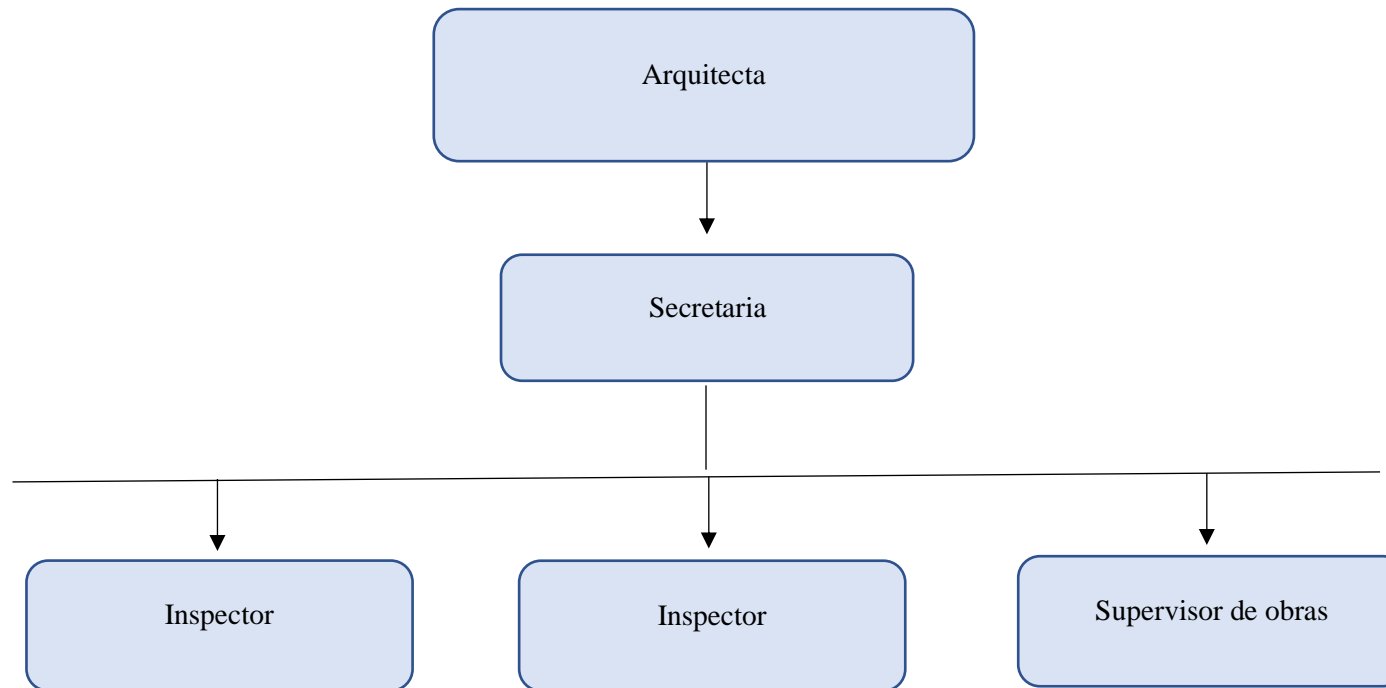 Arquitecta
Secretaria
Inspector
Inspector
Supervisor de obras